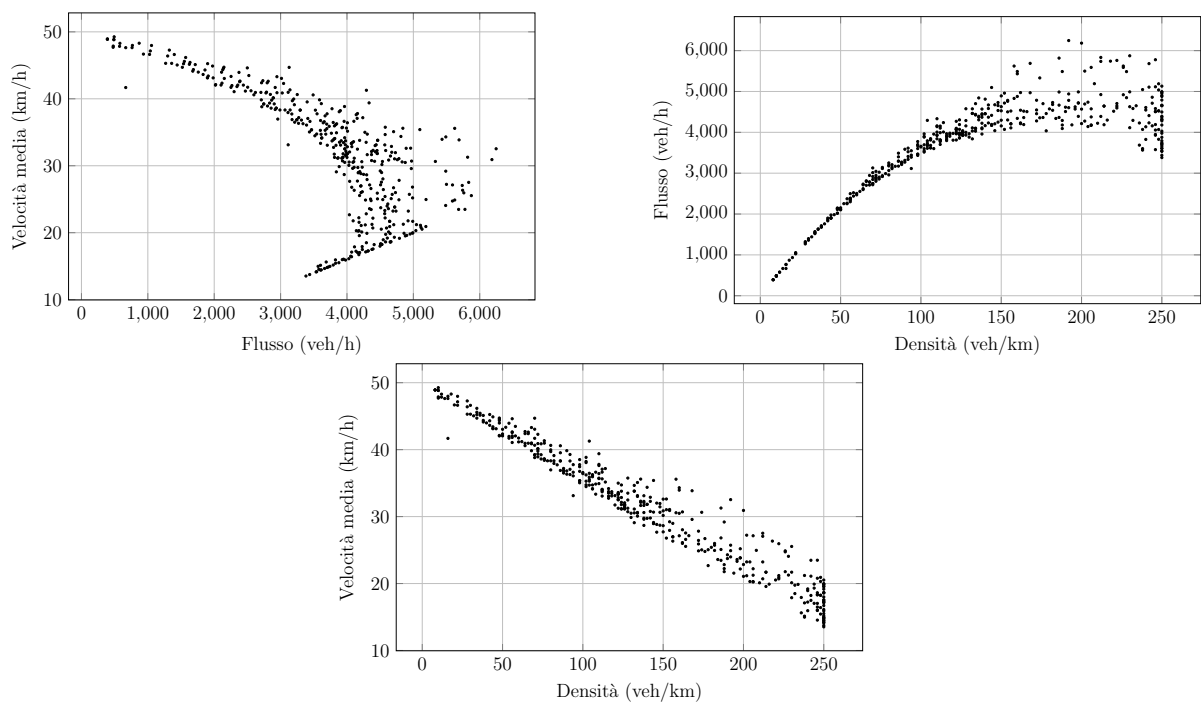 50
40
30
20
10
Velocità media (km/h)
0 1,000 2,000 3,000 4,000 5,000 6,000
Flusso (veh/h)
6,000
5,000
4,000
3,000
2,000
1,000
0
Flusso (veh/h)
0 50 100 150 200 250
Densità (veh/km)
50
40
30
20
10
Velocità media (km/h)
0 50 100 150 200 250
Densità (veh/km)